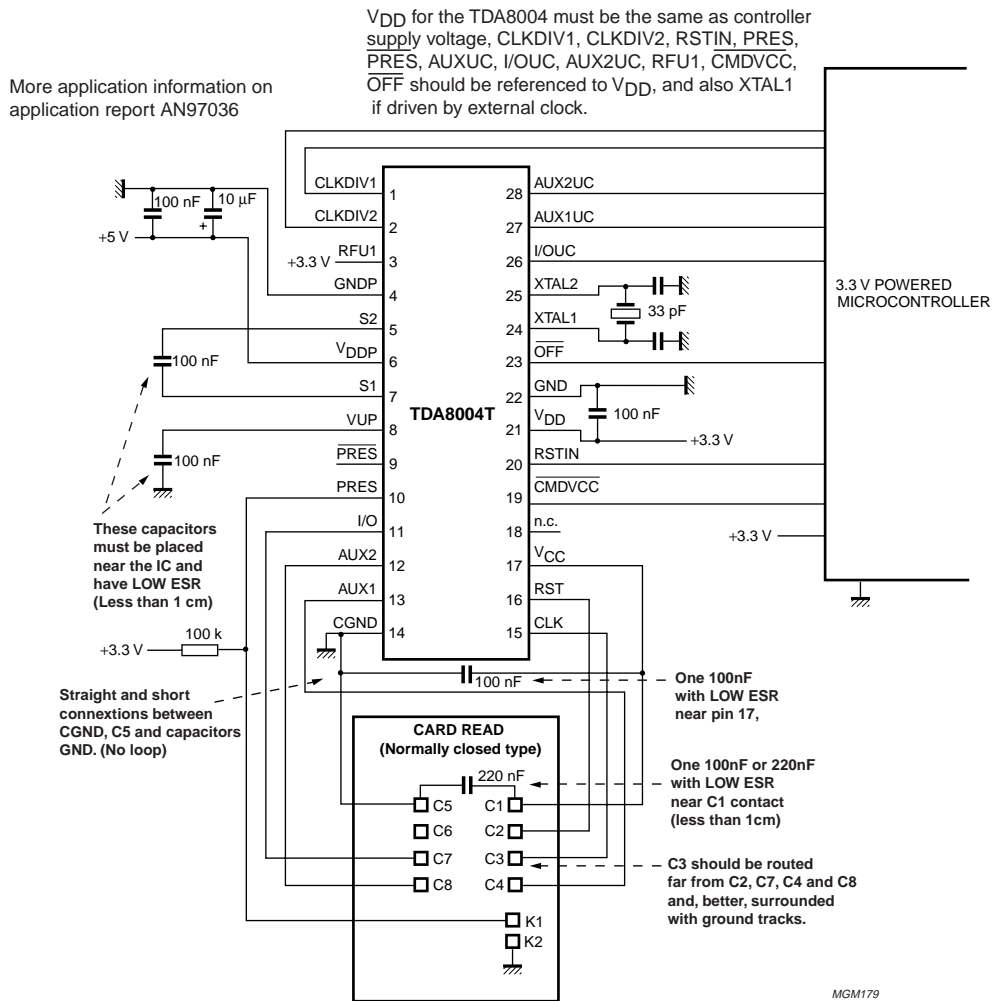 VDD for the TDA8004 must be the same as controller
supply voltage, CLKDIV1, CLKDIV2, RSTIN, PRES,
PRES, AUXUC, I/OUC, AUX2UC, RFU1, CMDVCC,
OFF should be referenced to VDD, and also XTAL1
if driven by external clock.
More application information on
application report AN97036
100 nF
10 μF
+
+5 V
CLKDIV1
1
CLKDIV2
2
+3.3 V
RFU1
3
GNDP
4
S2
5
100 nF
VDDP
6
S1
7
VUP
8
100 nF
PRES
9
PRES
10
I/O
11
AUX2
12
AUX1
13
CGND
14
TDA8004T
28
AUX2UC
27
AUX1UC
26
I/OUC
25
XTAL2
33 pF
24
XTAL1
23
OFF
22
GND
100 nF
21
VDD
+3.3 V
20
RSTIN
19
CMDVCC
18
n.c.
17
VCC
16
RST
15
CLK
3.3 V POWERED
MICROCONTROLLER
+3.3 V
These capacitors
must be placed
near the IC and
have LOW ESR
(Less than 1 cm)
+3.3 V
100 k
Straight and short
connextions between
CGND, C5 and capacitors
GND. (No loop)
100 nF
One 100nF
with LOW ESR
near pin 17,
CARD READ
(Normally closed type)
220 nF
One 100nF or 220nF
with LOW ESR
near C1 contact
(less than 1cm)
C5
C1
C6
C2
C7
C3
C8
C4
C3 should be routed
far from C2, C7, C4 and C8
and, better, surrounded
with ground tracks.
K1
K2
MGM179